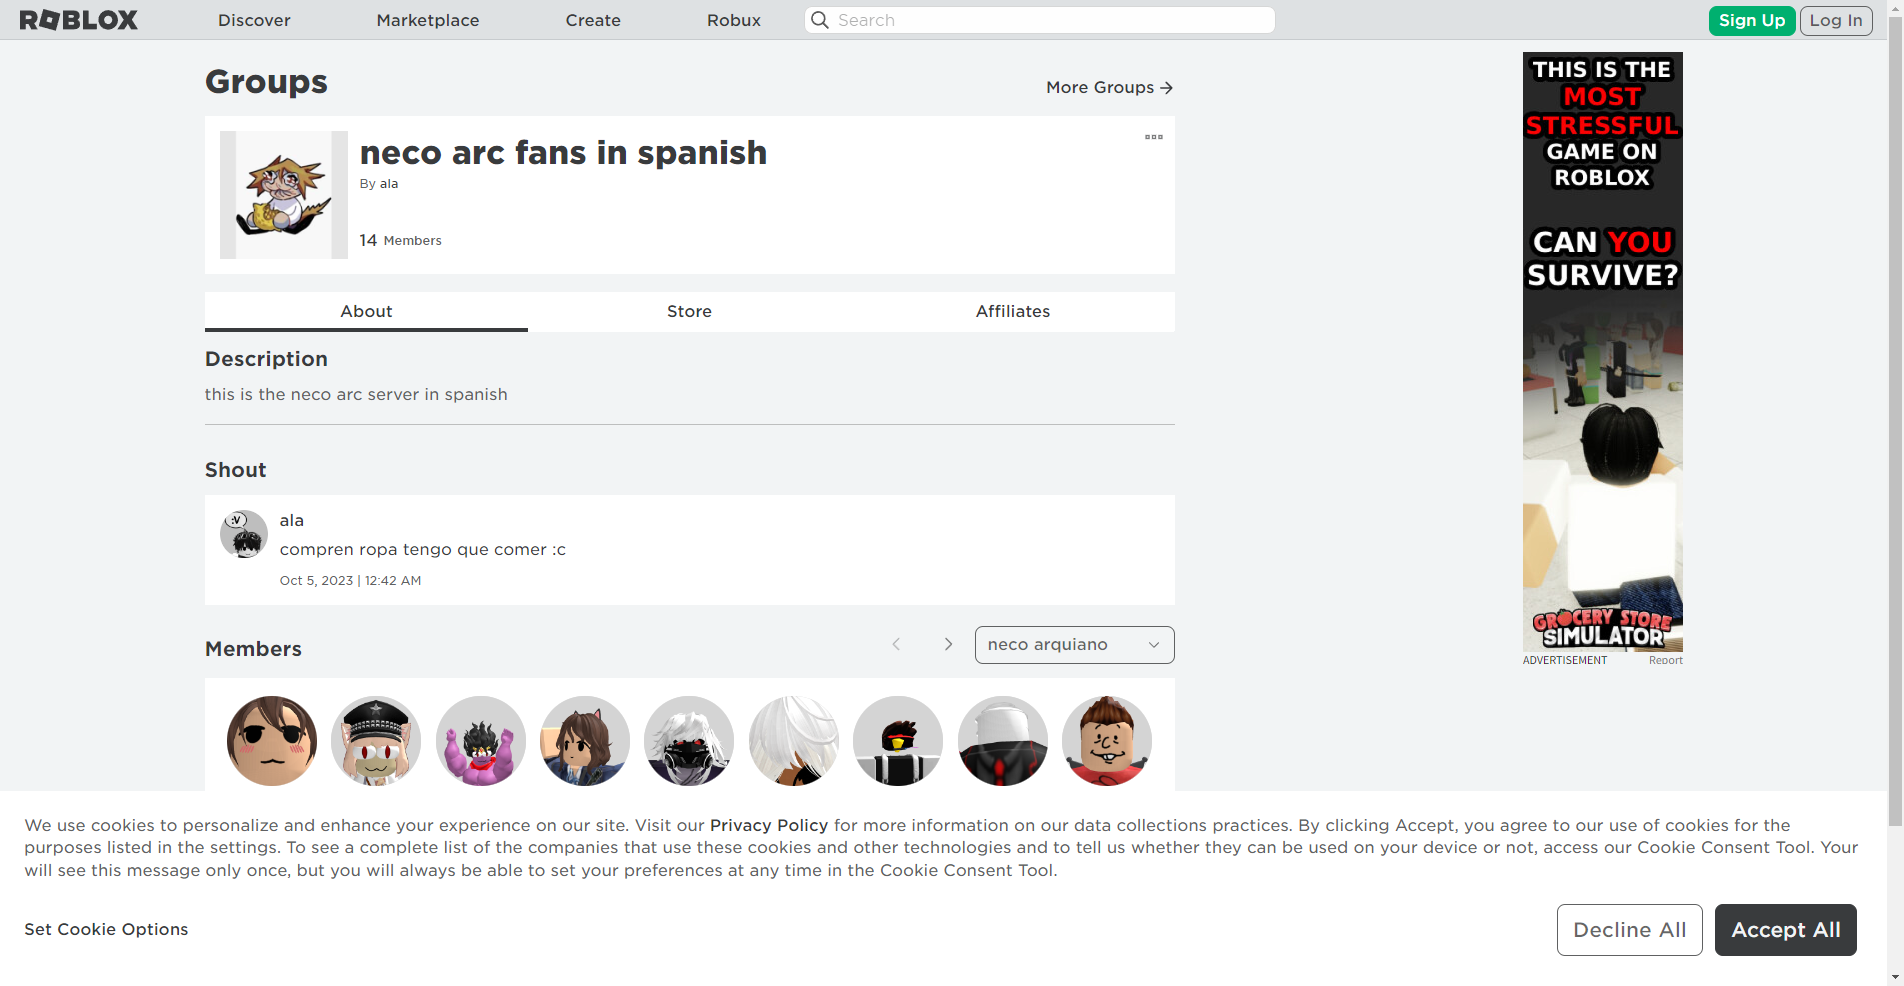 ROBLOX
Discover
Marketplace
Create
Robux
Search
Sign Up
Log In
Groups
More Groups
neco arc fans in spanish
By ala
14 Members
About
Store
Affiliates
Description
this is the neco arc server in spanish
Shout
:V
ala
compren ropa tengo que comer :c
Oct 5, 2023 | 12:42 AM
Members
neco arquiano
THIS IS THE
MOST
STRESSFUL
GAME ON
ROBLOX
CAN YOU
SURVIVE?
GROCERY STORE
SIMULATOR
ADVERTISEMENT
Report
We use cookies to personalize and enhance your experience on our site. Visit our Privacy Policy for more information on our data collections practices. By clicking Accept, you agree to our use of cookies for the
purposes listed in the settings. To see a complete list of the companies that use these cookies and other technologies and to tell us whether they can be used on your device or not, access our Cookie Consent Tool. Your
will see this message only once, but you will always be able to set your preferences at any time in the Cookie Consent Tool.
Set Cookie Options
Decline All
Accept All